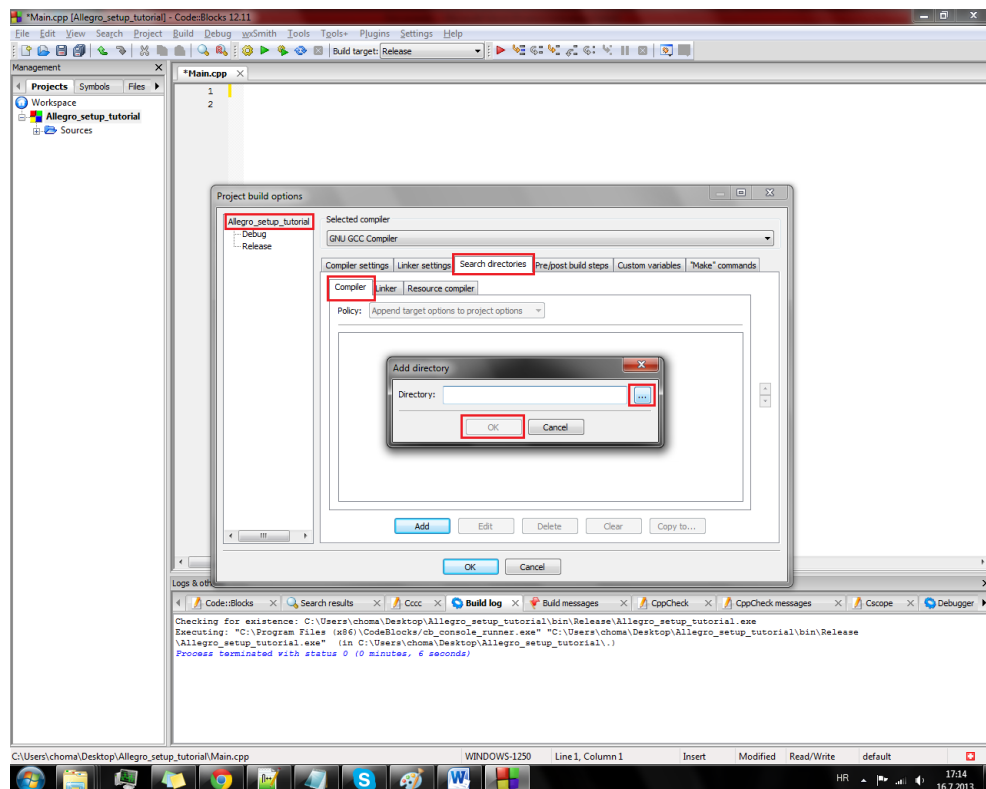 *Main.cpp [Allegro_setup_tutorial] - Code::Blocks 12.11
File Edit View Search Project Build Debug wxSmith Tools Tools+ Plugins Settings Help
Build target: Release
Management
*Main.cpp
Projects Symbols Files
1
2
Workspace
Allegro_setup_tutorial
Sources
Project build options
Allegro_setup_tutorial
Debug
Release
Selected compiler
GNU GCC Compiler
Compiler settings Linker settings Search directories Pre/post build steps Custom variables "Make" commands
Compiler Linker Resource compiler
Policy: Append target options to project options
Add directory
Directory: ...
OK Cancel
Add Edit Delete Clear Copy to...
OK Cancel
Logs & oth
Code::Blocks Search results Cccc Build log Build messages CppCheck CppCheck messages Cscope Debugger
Checking for existence: C:\Users\choma\Desktop\Allegro_setup_tutorial\bin\Release\Allegro_setup_tutorial.exe
Executing: "C:\Program Files (x86)\CodeBlocks/cb_console_runner.exe" "C:\Users\choma\Desktop\Allegro_setup_tutorial\bin\Release
\Allegro_setup_tutorial.exe"  (in C:\Users\choma\Desktop\Allegro_setup_tutorial\.)
Process terminated with status 0 (0 minutes, 6 seconds)
C:\Users\choma\Desktop\Allegro_setup_tutorial\Main.cpp WINDOWS-1250 Line 1, Column 1 Insert Modified Read/Write default
HR 17:14
16.7.2013